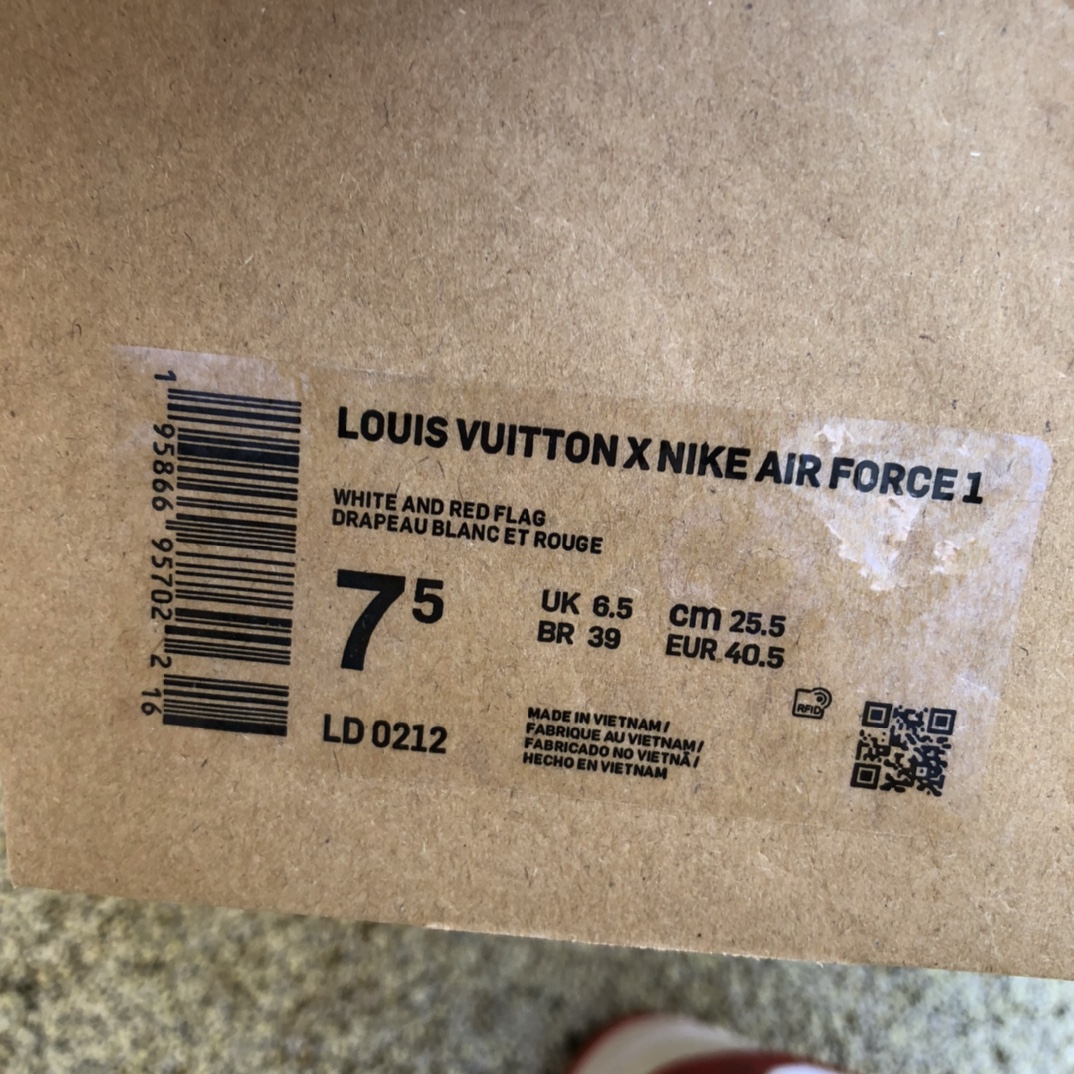 1 95866 95702 2 16
LOUIS VUITTON X NIKE AIR FORCE 1
WHITE AND RED FLAG
DRAPEAU BLANC ET ROUGE
7 5
UK 6.5 cm 25.5
BR 39 EUR 40.5
LD 0212
MADE IN VIETNAM /
FABRIQUE AU VIETNAM /
FABRICADO NO VIETNÃ /
HECHO EN VIETNAM
RFID